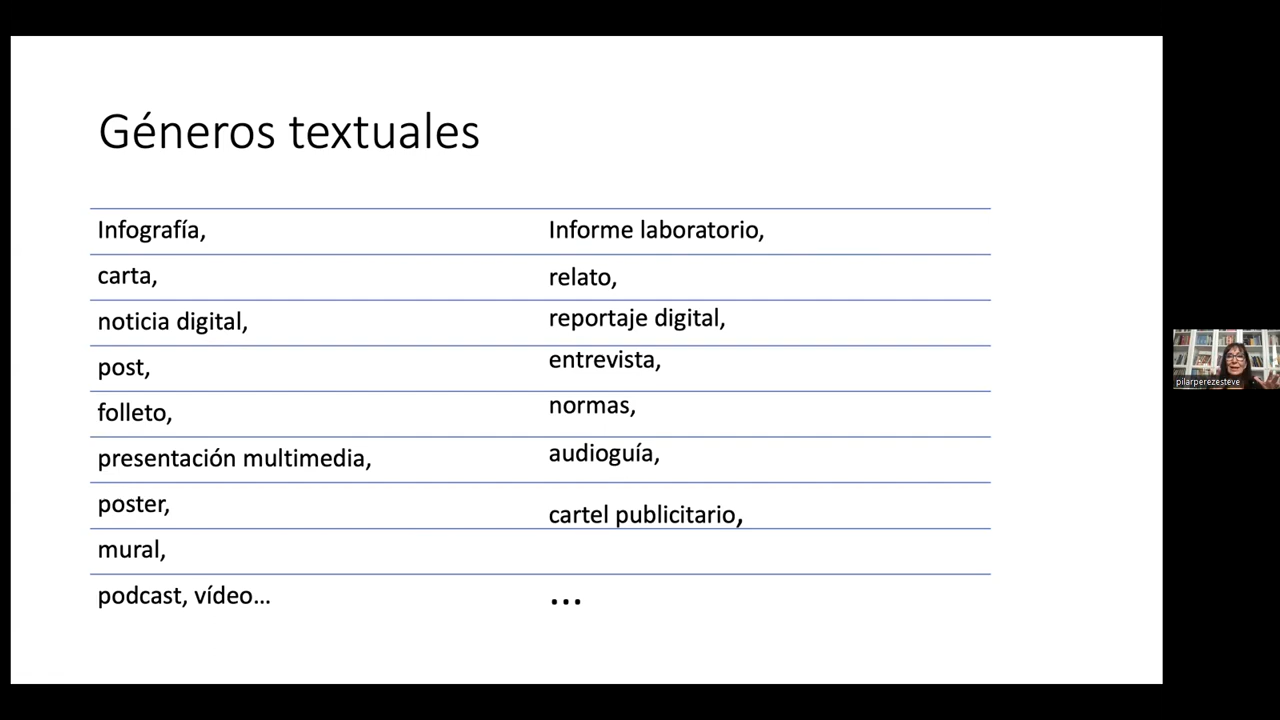 Géneros textuales
Infografía,
carta,
noticia digital,
post,
folleto,
presentación multimedia,
poster,
mural,
podcast, vídeo...
Informe laboratorio,
relato,
reportaje digital,
entrevista,
normas,
audioguía,
cartel publicitario,
...
pilarperezesteve